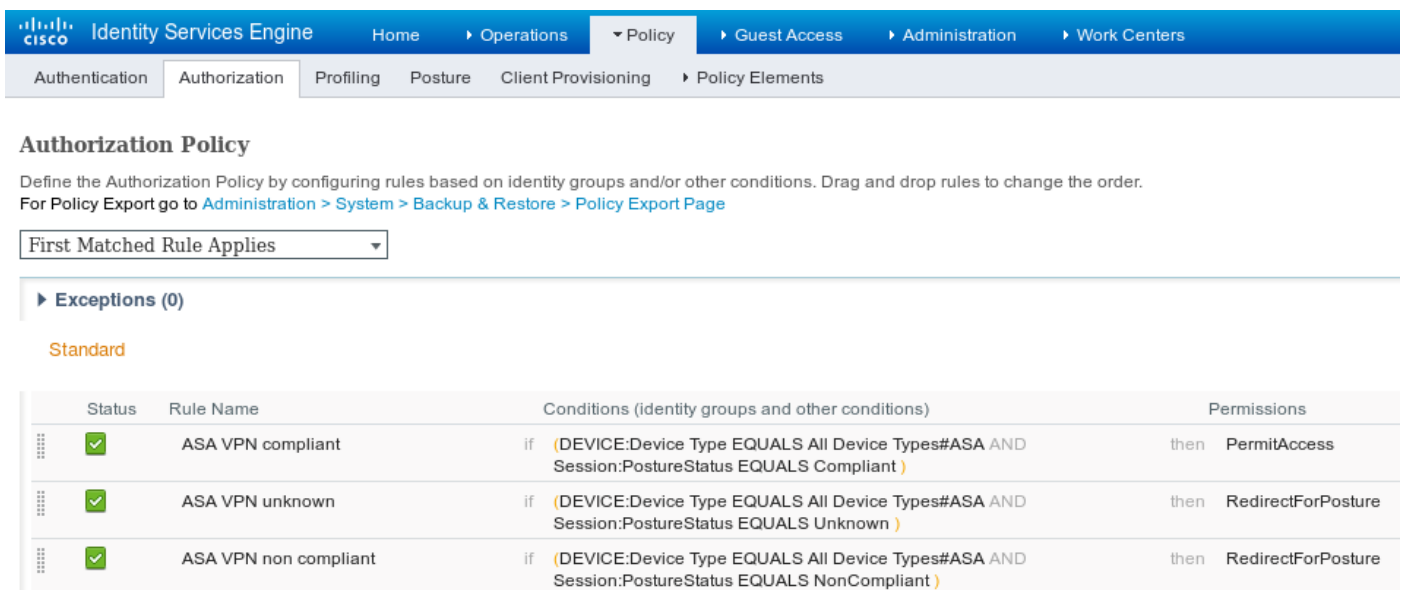 CISCO Identity Services Engine Home Operations Policy Guest Access Administration Work Centers
Authentication Authorization Profiling Posture Client Provisioning Policy Elements
Authorization Policy
Define the Authorization Policy by configuring rules based on identity groups and/or other conditions. Drag and drop rules to change the order.
For Policy Export go to Administration > System > Backup & Restore > Policy Export Page
First Matched Rule Applies
Exceptions (0)
Standard
Status Rule Name Conditions (identity groups and other conditions) Permissions
ASA VPN compliant if (DEVICE:Device Type EQUALS All Device Types#ASA AND then PermitAccess
Session:PostureStatus EQUALS Compliant )
ASA VPN unknown if (DEVICE:Device Type EQUALS All Device Types#ASA AND then RedirectForPosture
Session:PostureStatus EQUALS Unknown )
ASA VPN non compliant if (DEVICE:Device Type EQUALS All Device Types#ASA AND then RedirectForPosture
Session:PostureStatus EQUALS NonCompliant )